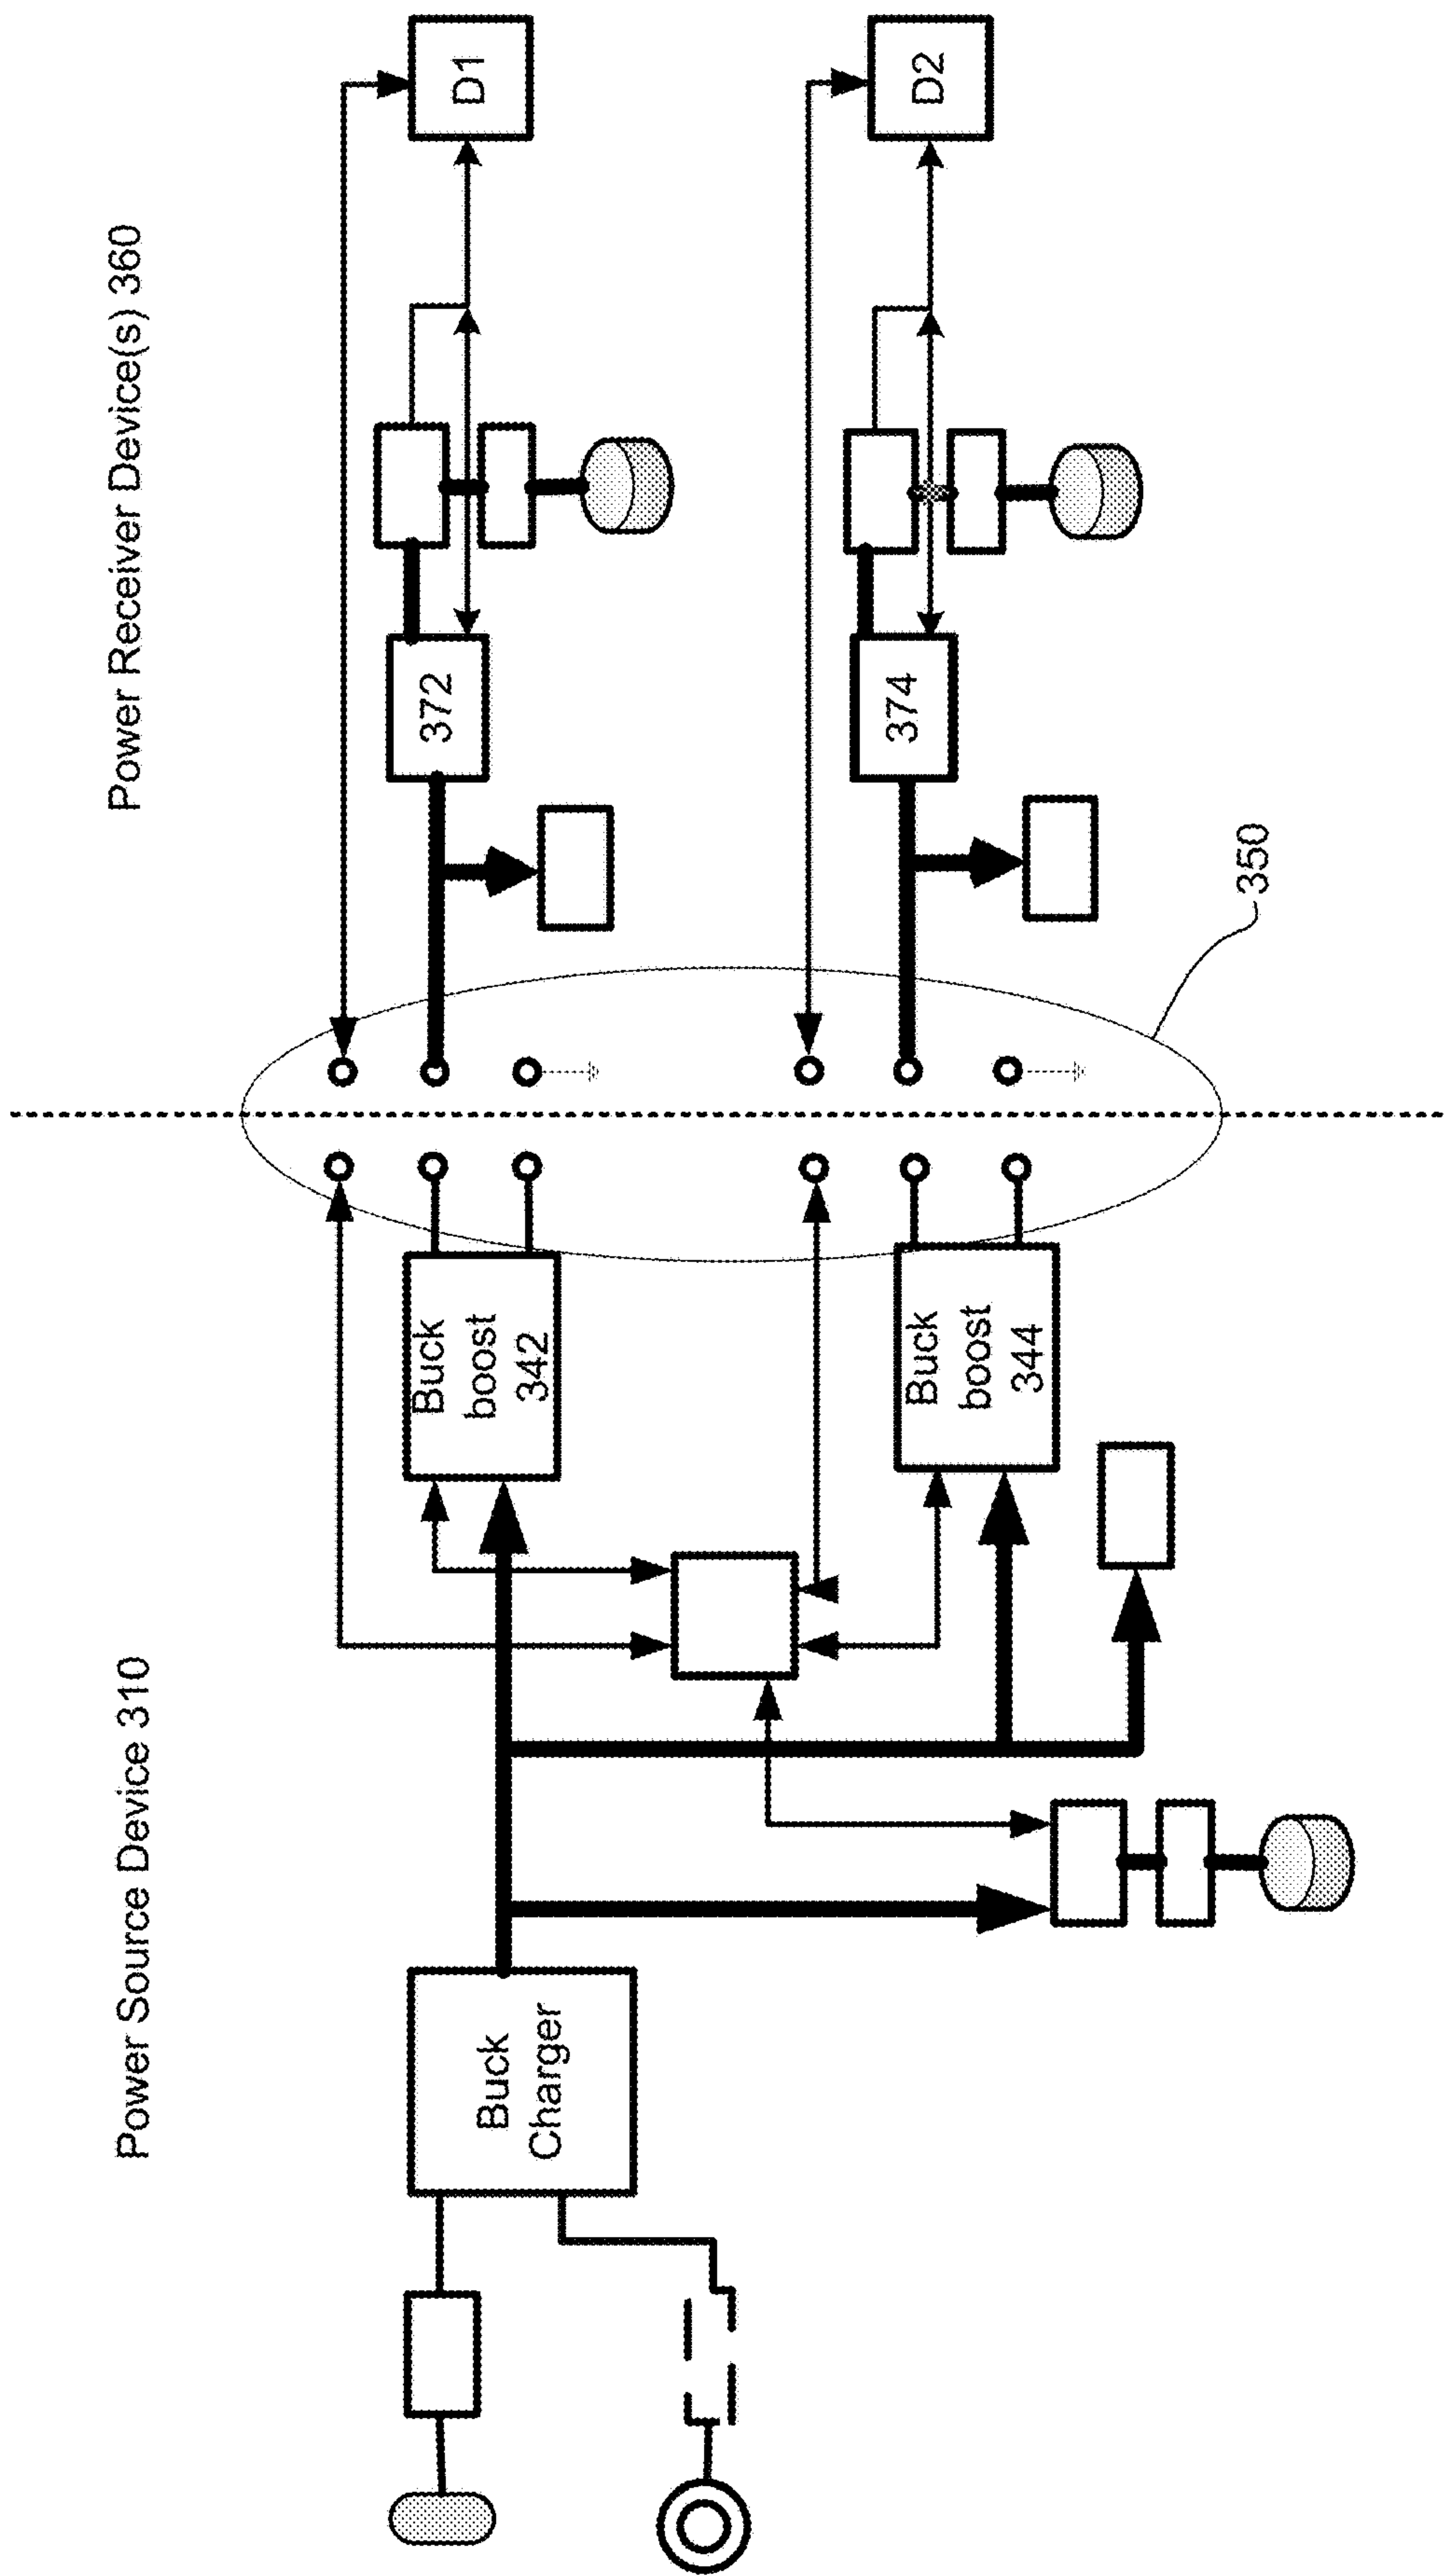 Power Source Device 310
Power Receiver Device(s) 360
Buck
Charger
Buck
boost
342
Buck
boost
344
350
372
374
D1
D2